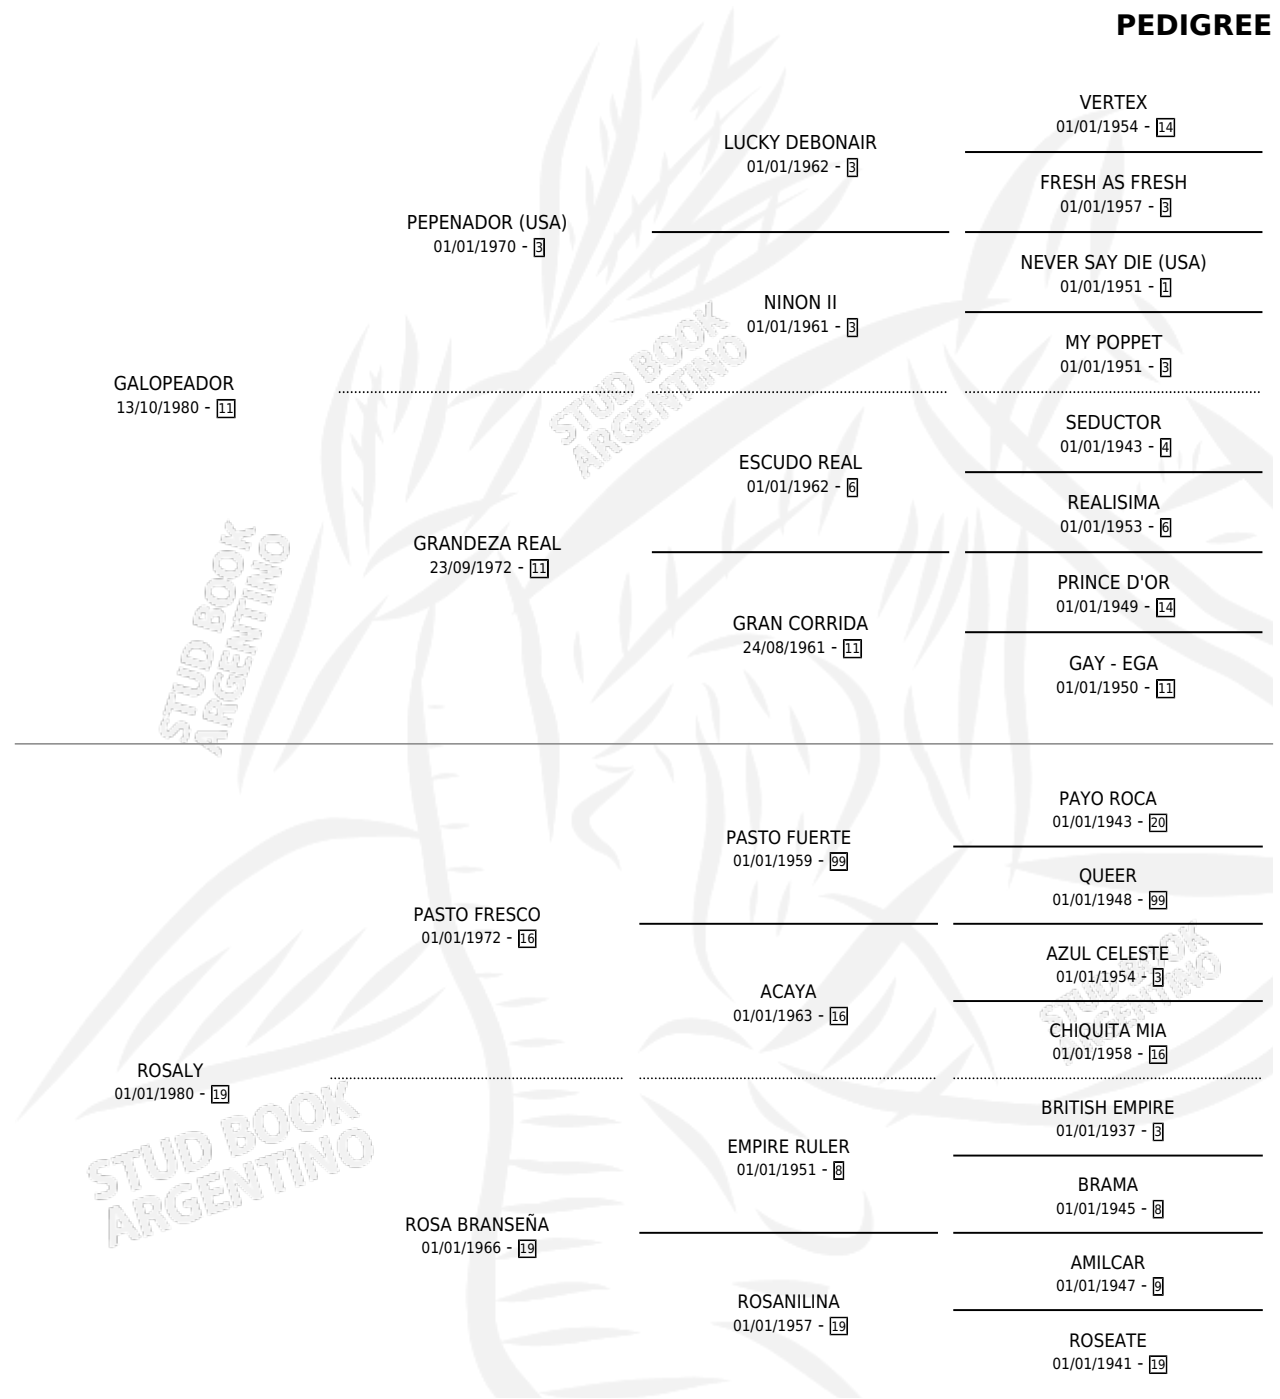 PEDIGREE
VERTEX
01/01/1954 - 14
LUCKY DEBONAIR
01/01/1962 - 3
FRESH AS FRESH
01/01/1957 - 3
PEPENADOR (USA)
01/01/1970 - 3
NEVER SAY DIE (USA)
01/01/1951 - 1
NINON II
01/01/1961 - 3
MY POPPET
01/01/1951 - 3
GALOPEADOR
13/10/1980 - 11
SEDUCTOR
01/01/1943 - 4
ESCUDO REAL
01/01/1962 - 6
REALISIMA
01/01/1953 - 6
GRANDEZA REAL
23/09/1972 - 11
PRINCE D'OR
01/01/1949 - 14
GRAN CORRIDA
24/08/1961 - 11
GAY - EGA
01/01/1950 - 11
PAYO ROCA
01/01/1943 - 20
PASTO FUERTE
01/01/1959 - 99
QUEER
01/01/1948 - 99
PASTO FRESCO
01/01/1972 - 16
AZUL CELESTE
01/01/1954 - 3
ACAYA
01/01/1963 - 16
CHIQUITA MIA
01/01/1958 - 16
ROSALY
01/01/1980 - 19
BRITISH EMPIRE
01/01/1937 - 3
EMPIRE RULER
01/01/1951 - 8
BRAMA
01/01/1945 - 8
ROSA BRANSEÑA
01/01/1966 - 19
AMILCAR
01/01/1947 - 9
ROSANILINA
01/01/1957 - 19
ROSEATE
01/01/1941 - 19
STUD BOOK
ARGENTINO
STUD BOOK
ARGENTINO
STUD BOOK
ARGENTINO
STUD BOOK
ARGENTINO